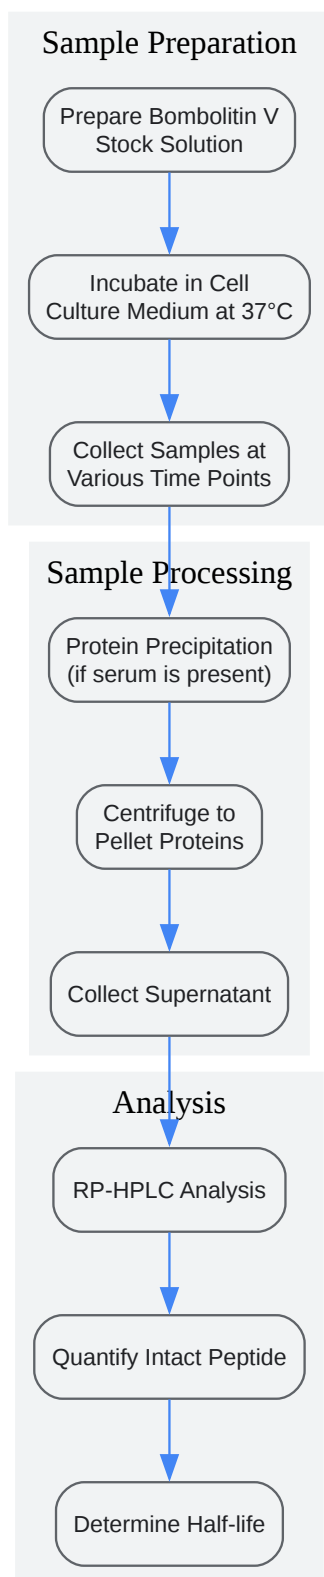 Sample Preparation
Prepare Bombolitin V
Stock Solution
Incubate in Cell
Culture Medium at 37°C
Collect Samples at
Various Time Points
Sample Processing
Protein Precipitation
(if serum is present)
Centrifuge to
Pellet Proteins
Collect Supernatant
Analysis
RP-HPLC Analysis
Quantify Intact Peptide
Determine Half-life